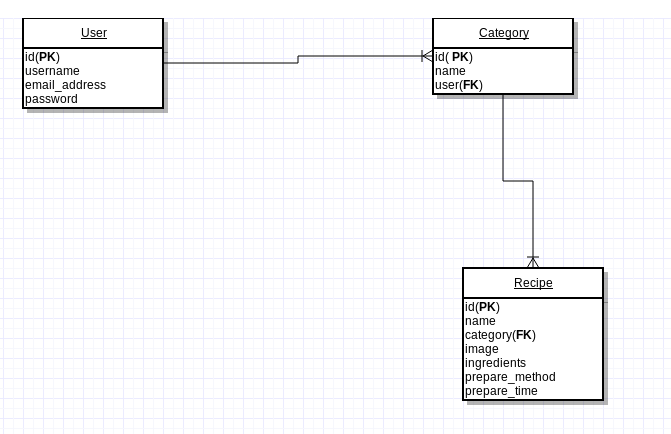 User
id(PK)
username
email_address
password
Category
id( PK)
name
user(FK)
Recipe
id(PK)
name
category(FK)
image
ingredients
prepare_method
prepare_time